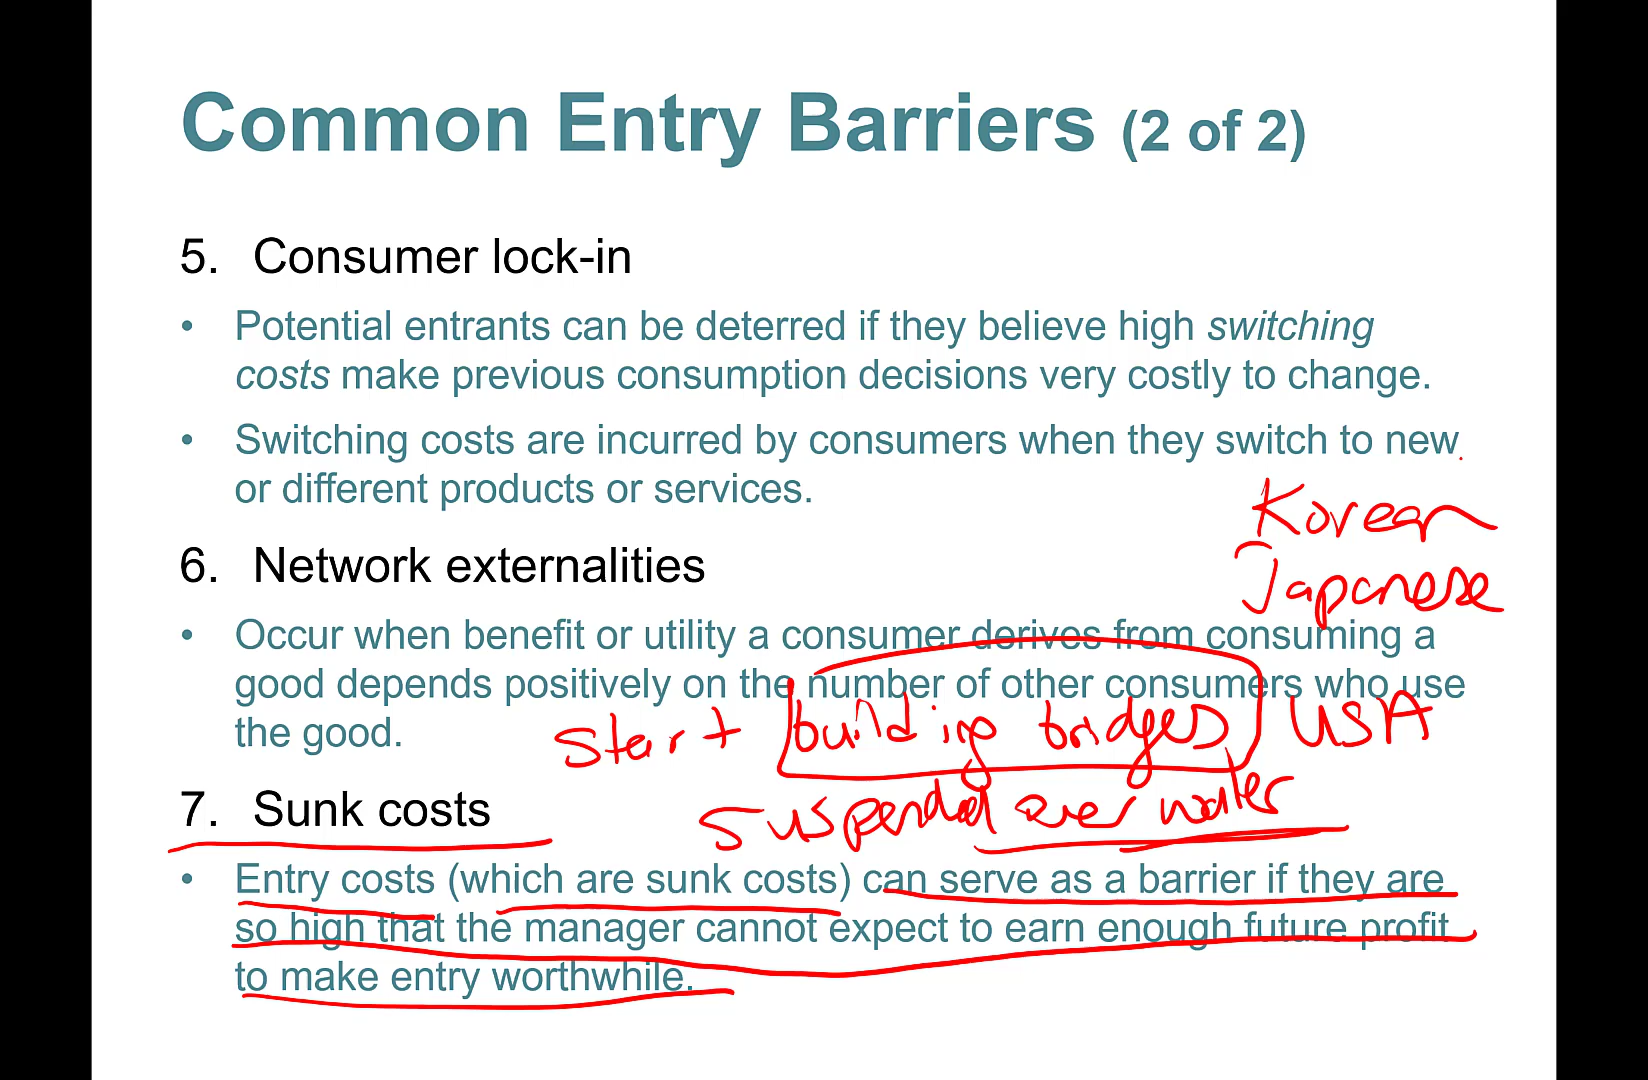 Common Entry Barriers (2 of 2)
5. Consumer lock-in
• Potential entrants can be deterred if they believe high switching
costs make previous consumption decisions very costly to change.
• Switching costs are incurred by consumers when they switch to new
or different products or services.
Korean
6. Network externalities
Japanese
• Occur when benefit or utility a consumer derives from consuming a
good depends positively on the number of other consumers who use
the good.
Start building bridges USA
7. Sunk costs
suspended over water
• Entry costs (which are sunk costs) can serve as a barrier if they are
so high that the manager cannot expect to earn enough future profit
to make entry worthwhile.